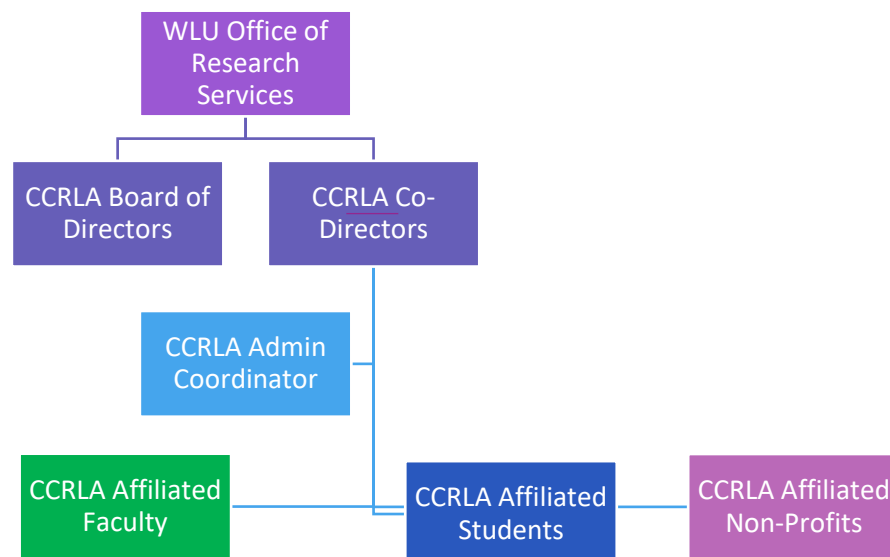 WLU Office of
Research
Services
CCRLA Board of
Directors
CCRLA Co-
Directors
CCRLA Admin
Coordinator
CCRLA Affiliated
Faculty
CCRLA Affiliated
Students
CCRLA Affiliated
Non-Profits